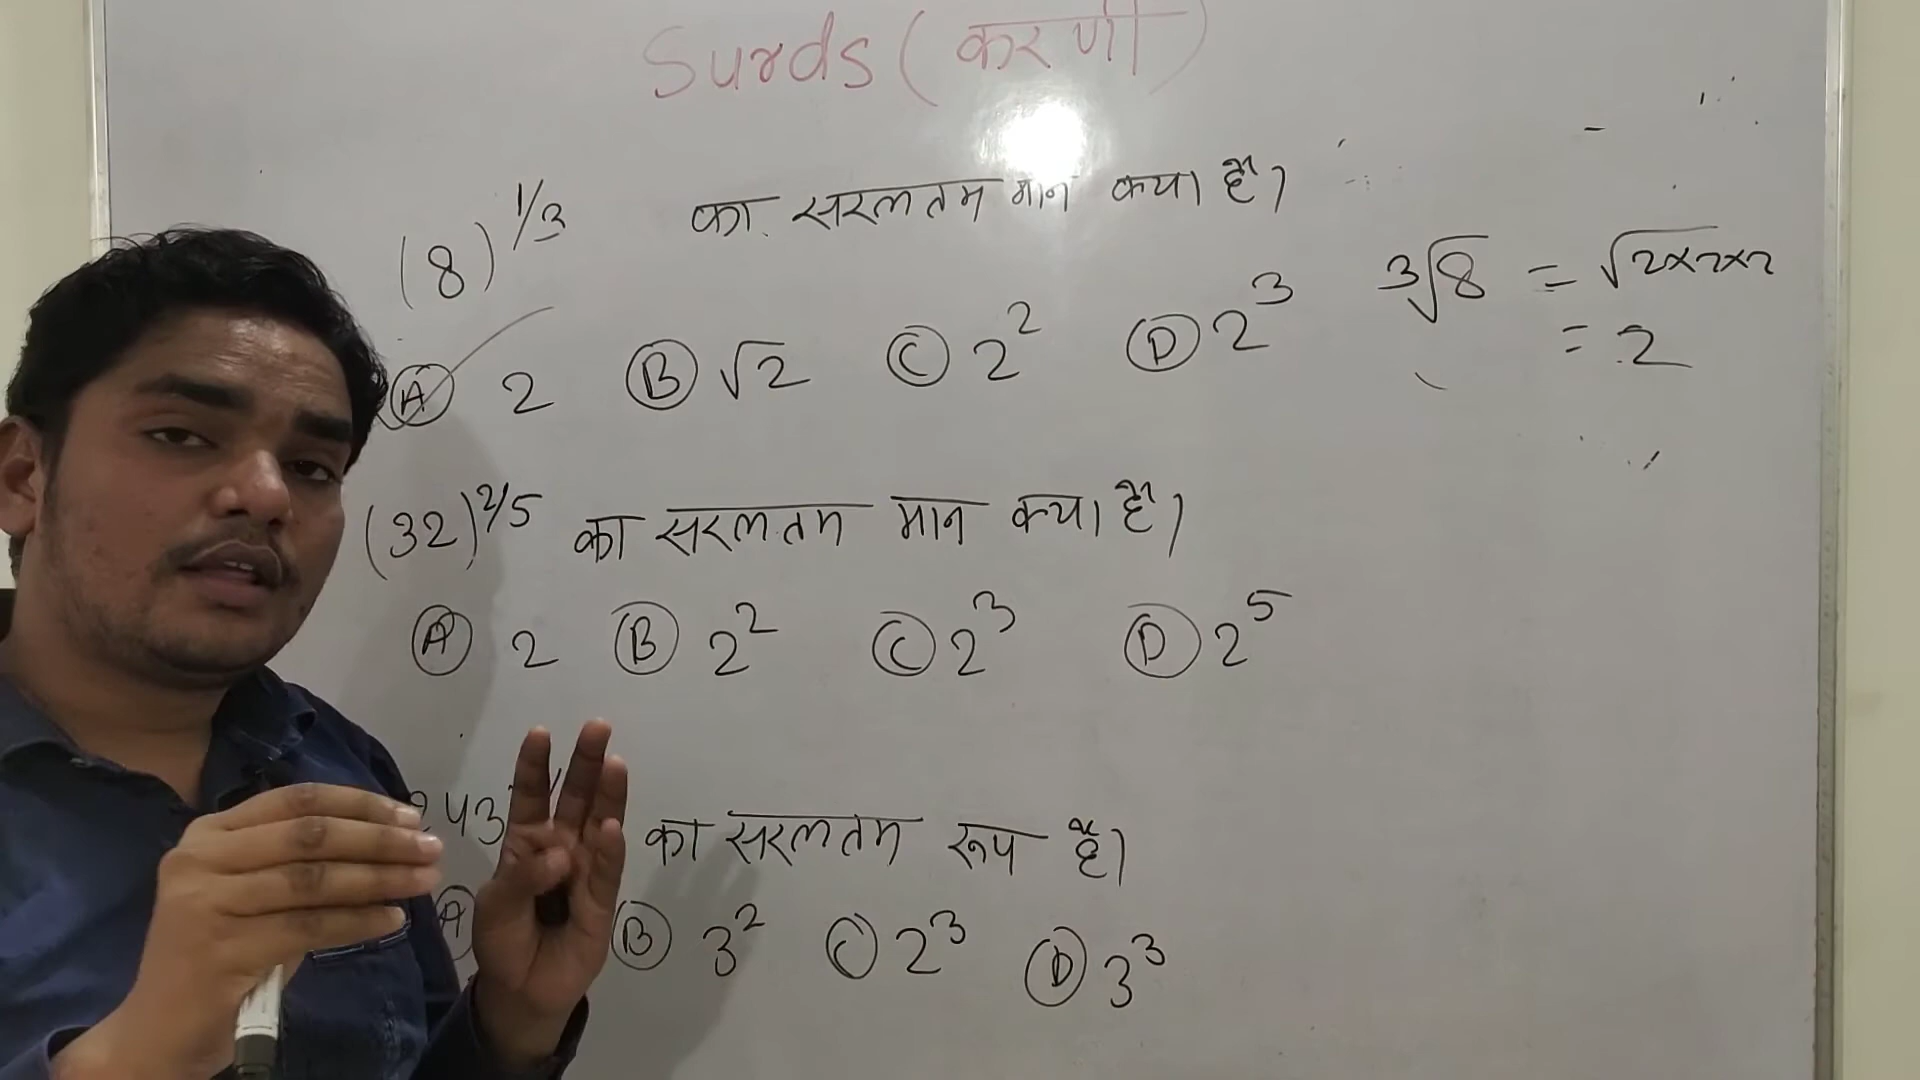 Surds (करणी)
(8)^1/3 का सरलतम मान क्या है।
(A) 2 (B) √2 (C) 2^2 (D) 2^3
3√8 = √2×2×2
= 2
(32)^2/5 का सरलतम मान क्या है।
(A) 2 (B) 2^2 (C) 2^3 (D) 2^5
243 का सरलतम रूप है।
(A) (B) 3^2 (C) 2^3 (D) 3^3